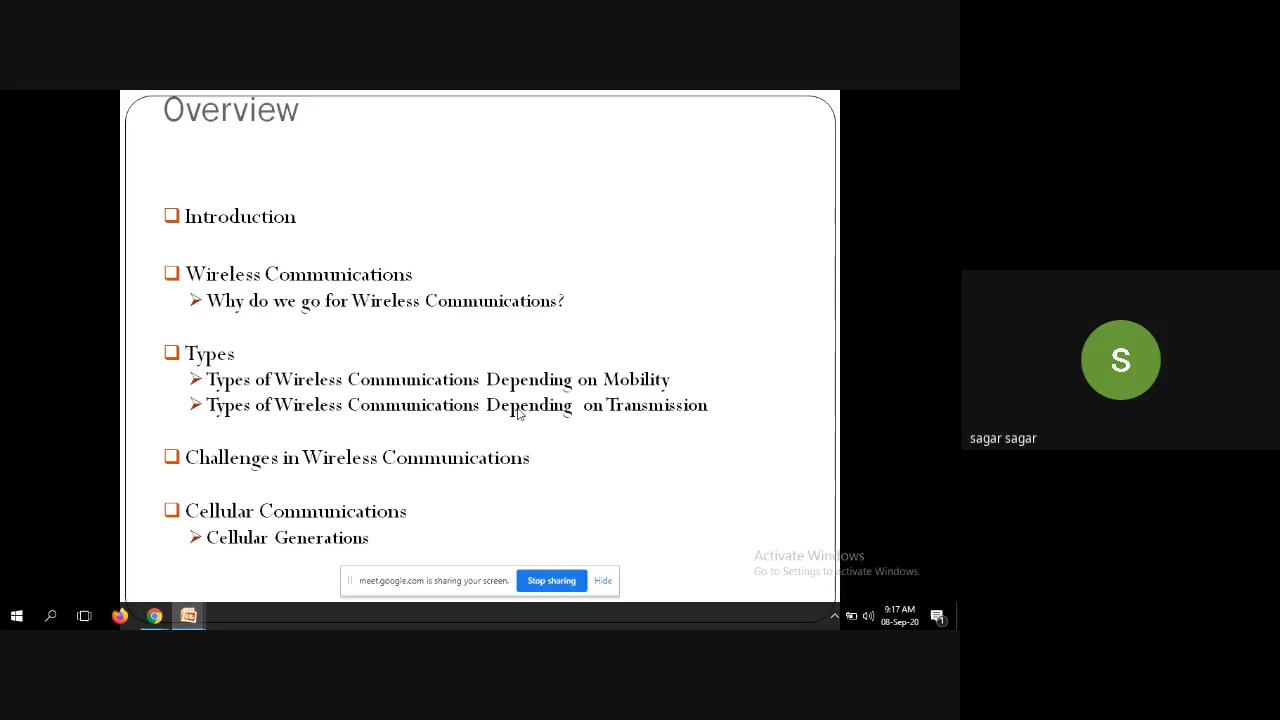 Overview
Introduction
Wireless Communications
Why do we go for Wireless Communications?
Types
Types of Wireless Communications Depending on Mobility
Types of Wireless Communications Depending on Transmission
Challenges in Wireless Communications
Cellular Communications
Cellular Generations
Activate Windows
Go to Settings to activate Windows.
meet.google.com is sharing your screen. Stop sharing Hide
9:17 AM
08-Sep-20
1
S
sagar sagar